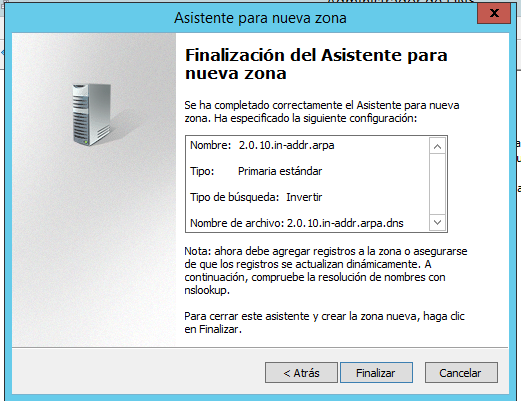 Asistente para nueva zona
x
Finalización del Asistente para
nueva zona
Se ha completado correctamente el Asistente para nueva
zona. Ha especificado la siguiente configuración:
Nombre: 2.0.10.in-addr.arpa
Tipo: Primaria estándar
Tipo de búsqueda: Invertir
Nombre de archivo: 2.0.10.in-addr.arpa.dns
Nota: ahora debe agregar registros a la zona o asegurarse
de que los registros se actualizan dinámicamente. A
continuación, compruebe la resolución de nombres con
nslookup.
Para cerrar este asistente y crear la zona nueva, haga clic
en Finalizar.
< Atrás
Finalizar
Cancelar